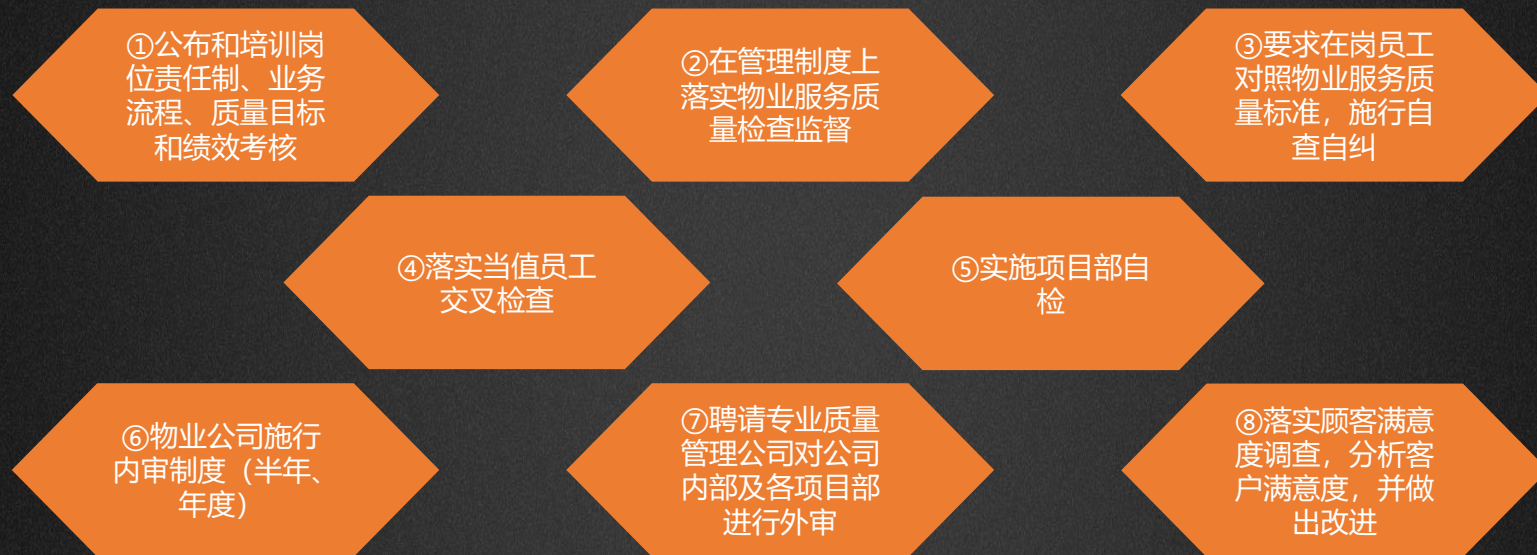 ①公布和培训岗
位责任制、业务
流程、质量目标
和绩效考核
②在管理制度上
落实物业服务质
量检查监督
③要求在岗员工
对照物业服务质
量标准，施行自
查自纠
④落实当值员工
交叉检查
⑤实施项目部自
检
⑥物业公司施行
内审制度（半年、
年度）
⑦聘请专业质量
管理公司对公司
内部及各项目部
进行外审
⑧落实顾客满意
度调查，分析客
户满意度，并做
出改进